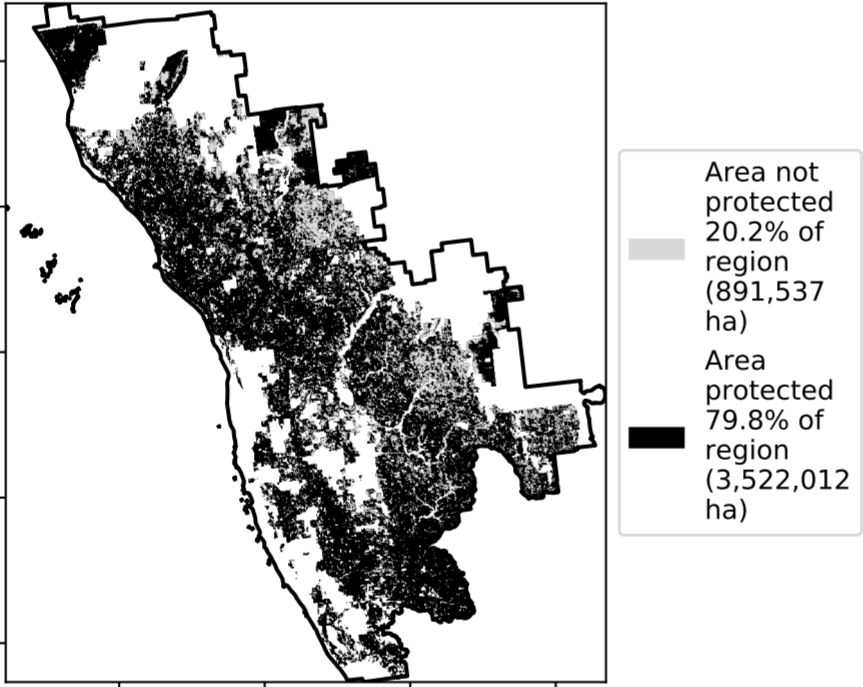 Area not
protected
20.2% of
region
(891,537
ha)
Area
protected
79.8% of
region
(3,522,012
ha)